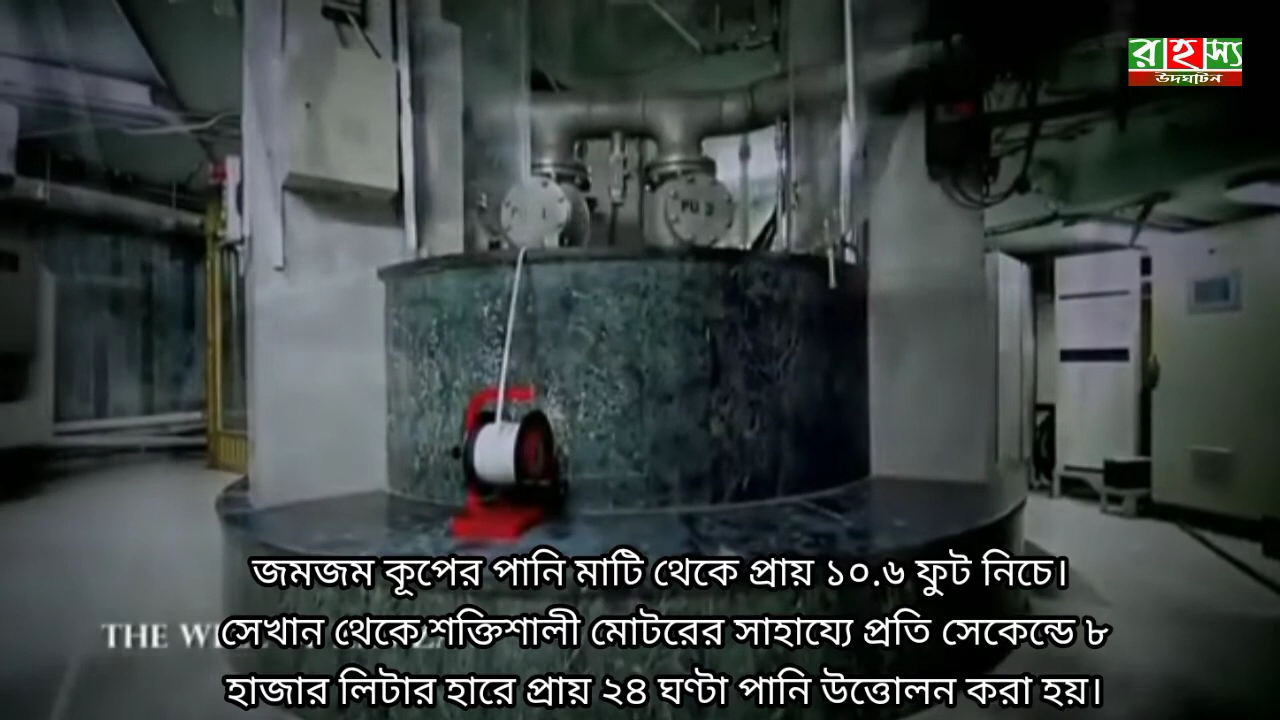 রহস্য
উদঘাটন
PU 2
জমজম কূপের পানি মাটি থেকে প্রায় ১০.৬ ফুট নিচে।
THE
সেখান থেকে শক্তিশালী মোটরের সাহায্যে প্রতি সেকেন্ডে ৮
হাজার লিটার হারে প্রায় ২৪ ঘণ্টা পানি উত্তোলন করা হয়।